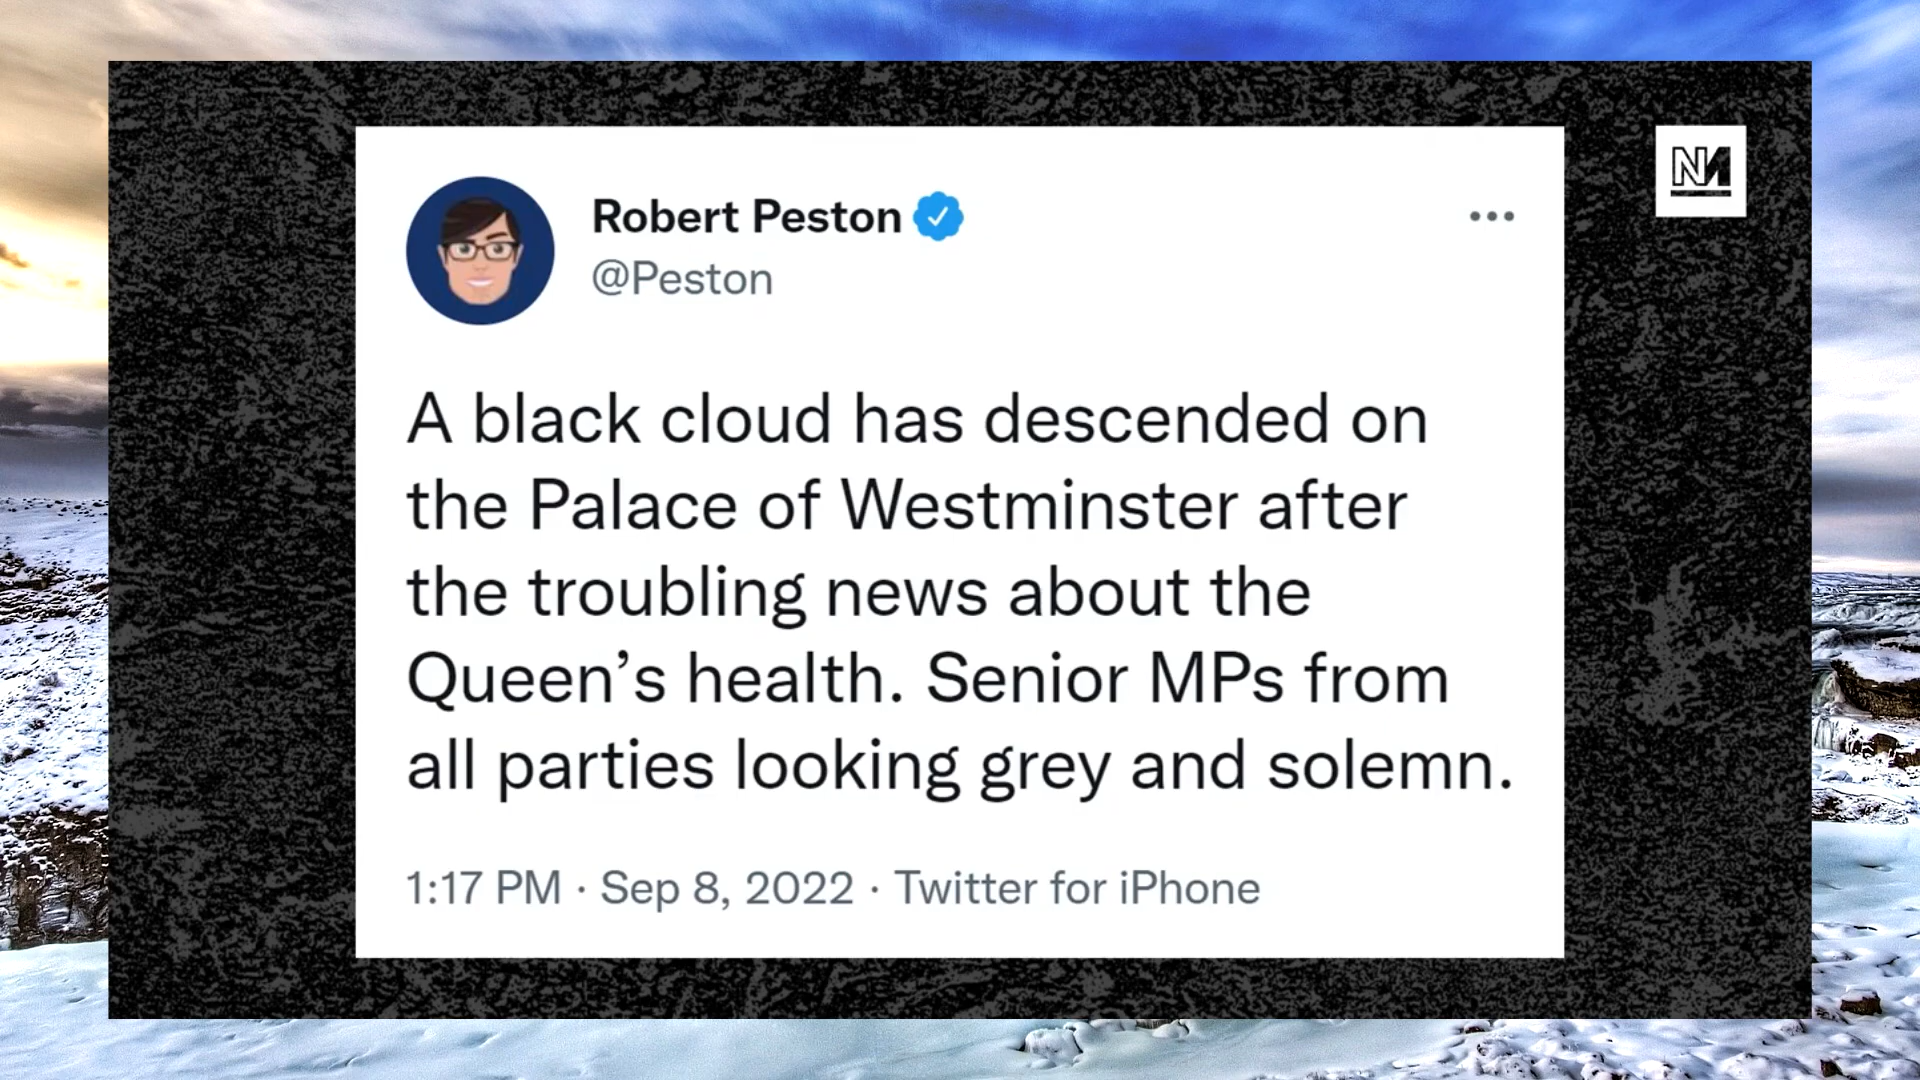 Robert Peston
@Peston
A black cloud has descended on
the Palace of Westminster after
the troubling news about the
Queen’s health. Senior MPs from
all parties looking grey and solemn.
1:17 PM · Sep 8, 2022 · Twitter for iPhone
NM